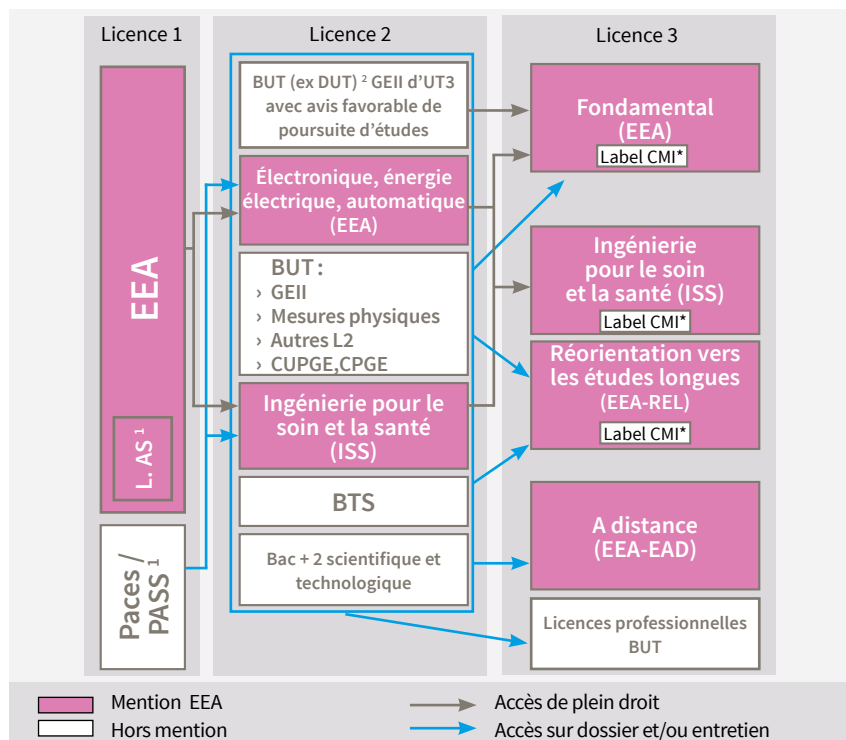 Licence 1
EEA
L. AS ¹
Paces /
PASS ¹
Licence 2
BUT (ex DUT) ² GEII d’UT3
avec avis favorable de
poursuite d’études
Électronique, énergie
électrique, automatique
(EEA)
BUT :
› GEII
› Mesures physiques
› Autres L2
› CUPGE,CPGE
Ingénierie pour le
soin et la santé
(ISS)
BTS
Bac + 2 scientifique et
technologique
Licence 3
Fondamental
(EEA)
Label CMI*
Ingénierie
pour le soin
et la santé (ISS)
Label CMI*
Réorientation vers
les études longues
(EEA-REL)
Label CMI*
A distance
(EEA-EAD)
Licences professionnelles
BUT
Mention EEA
Hors mention
Accès de plein droit
Accès sur dossier et/ou entretien